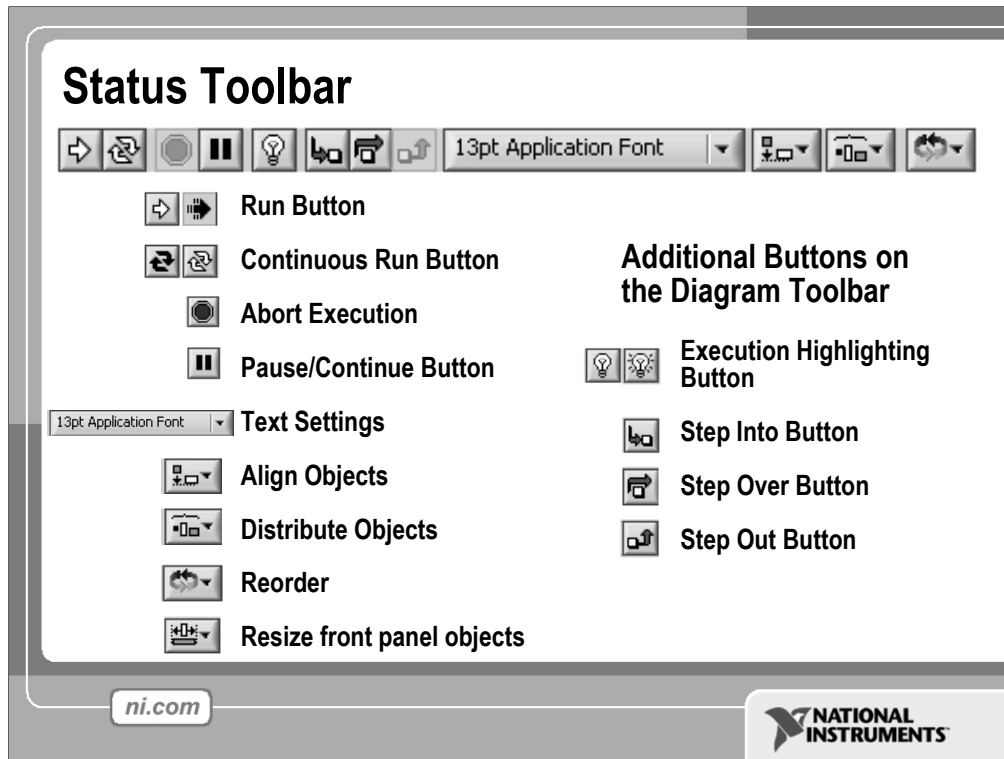 Status Toolbar
13pt Application Font
Run Button
Continuous Run Button
Abort Execution
Pause/Continue Button
13pt Application Font
Text Settings
Align Objects
Distribute Objects
Reorder
Resize front panel objects
Additional Buttons on
the Diagram Toolbar
Execution Highlighting
Button
Step Into Button
Step Over Button
Step Out Button
ni.com
NATIONAL
INSTRUMENTS™